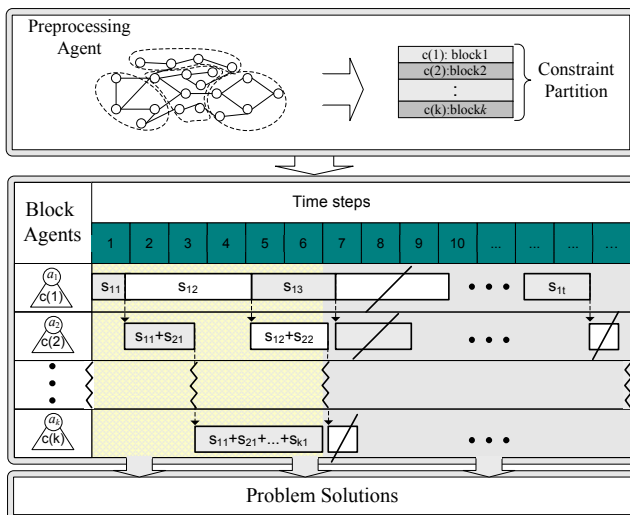 Preprocessing
Agent
c(1): block1
c(2):block2
:
c(k):blockk
Constraint
Partition
Block
Agents
Time steps
1 2 3 4 5 6 7 8 9 10 ... ... ... ...
a1
c(1)
s11
s12
s13
• • •
s1t
a2
c(2)
s11+s21
s12+s22
• • •
ak
c(k)
s11+s21+...+sk1
• • •
Problem Solutions